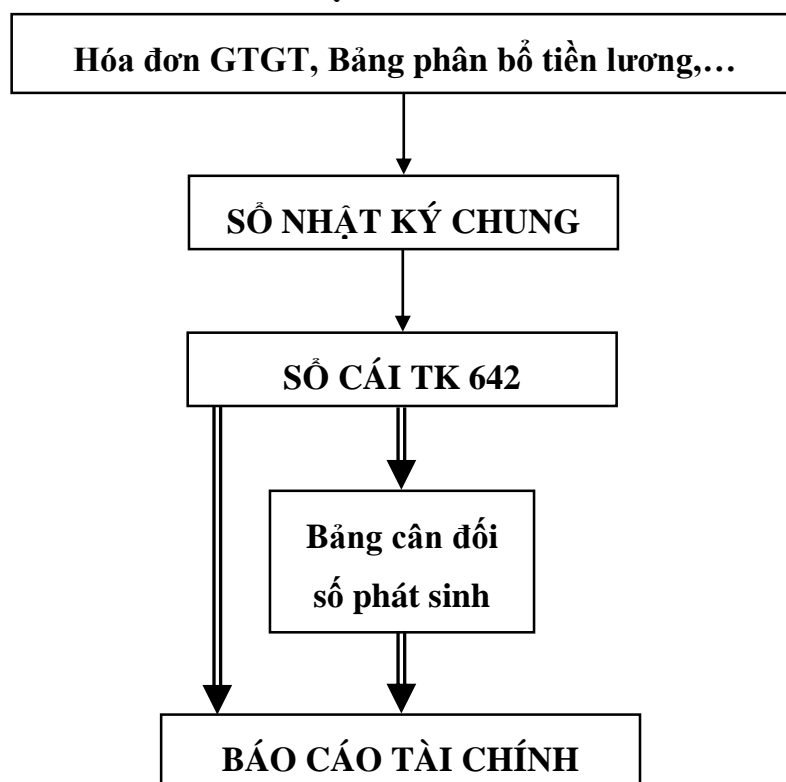 Hóa đơn GTGT, Bảng phân bổ tiền lương,…
SỔ NHẬT KÝ CHUNG
SỔ CÁI TK 642
Bảng cân đối
số phát sinh
BÁO CÁO TÀI CHÍNH